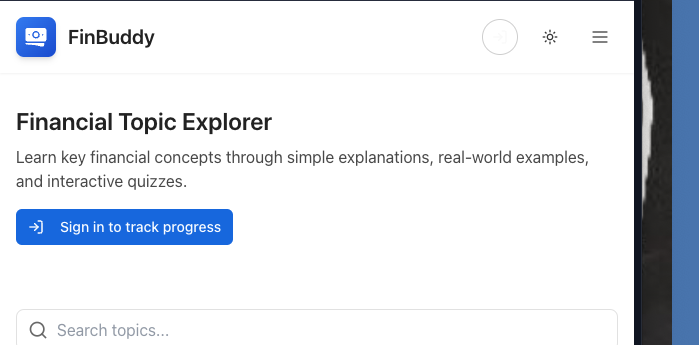 FinBuddy
Financial Topic Explorer
Learn key financial concepts through simple explanations, real-world examples,
and interactive quizzes.
Sign in to track progress
Search topics...